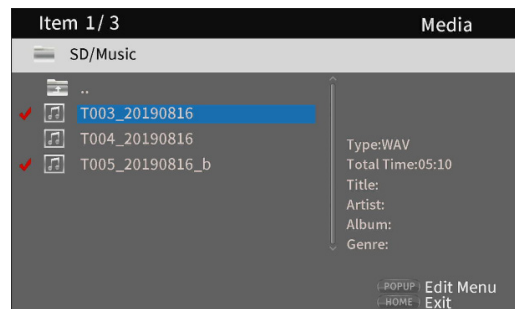 Item 1/ 3
Media
SD/Music
..
T003_20190816
T004_20190816
T005_20190816_b
Type:WAV
Total Time:05:10
Title:
Artist:
Album:
Genre:
POPUP Edit Menu
HOME Exit